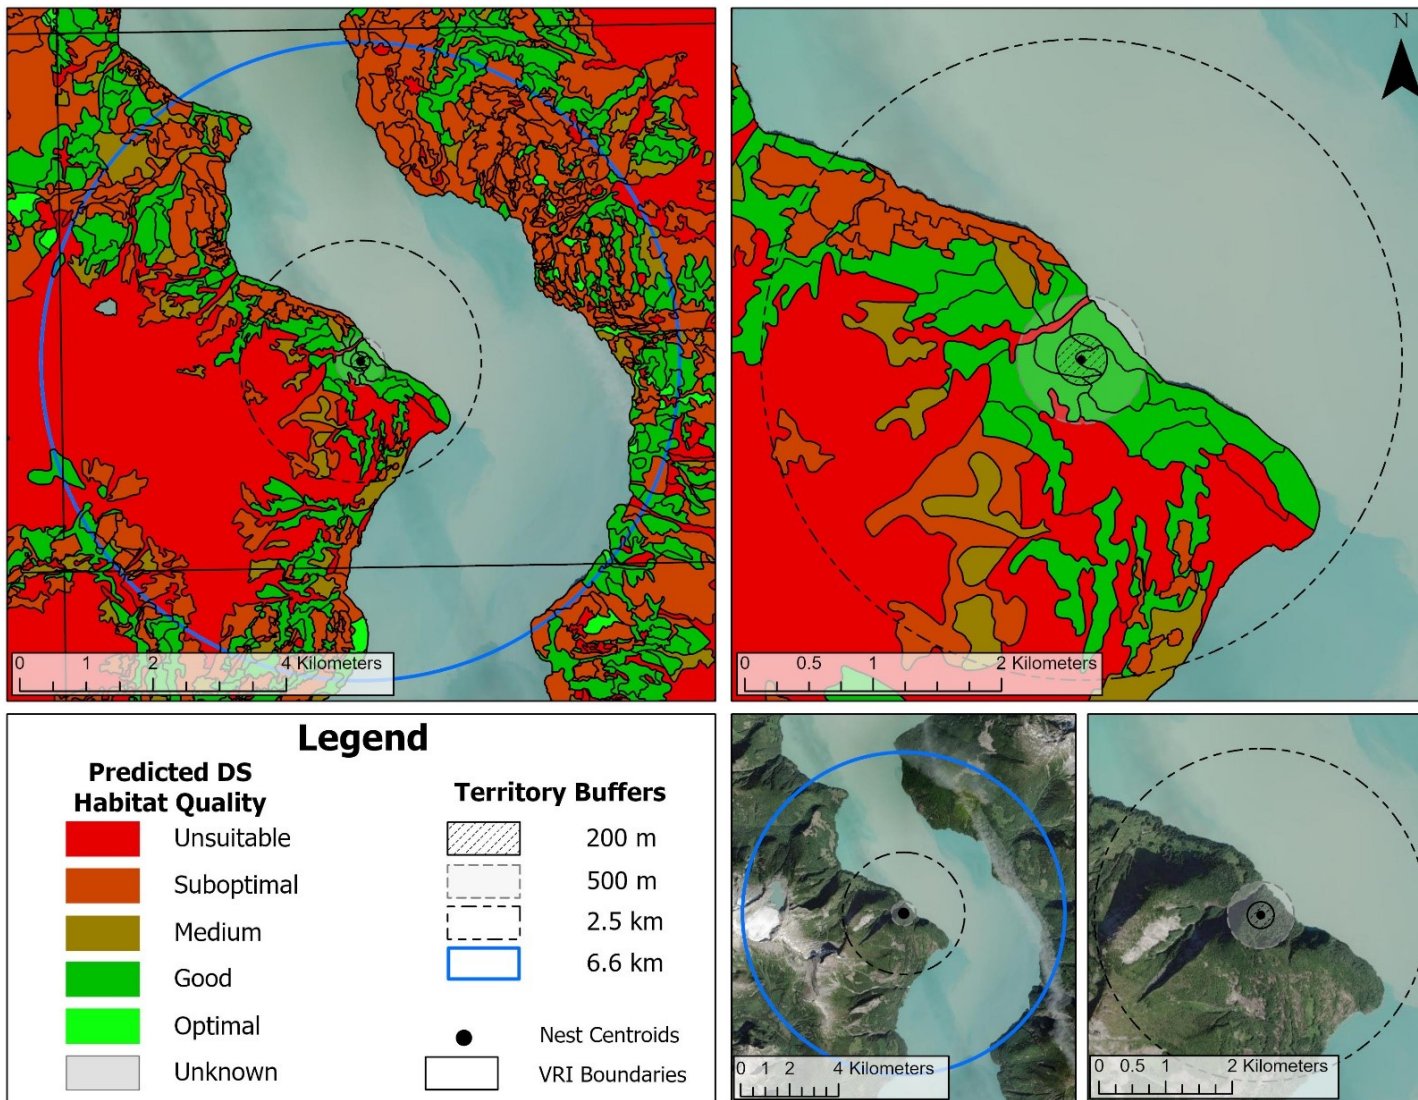 N
0 1 2 4 Kilometers
0 0.5 1 2 Kilometers
Legend
Predicted DS
Habitat Quality
Unsuitable
Suboptimal
Medium
Good
Optimal
Unknown
Territory Buffers
200 m
500 m
2.5 km
6.6 km
Nest Centroids
VRI Boundaries
0 1 2 4 Kilometers
0 0.5 1 2 Kilometers